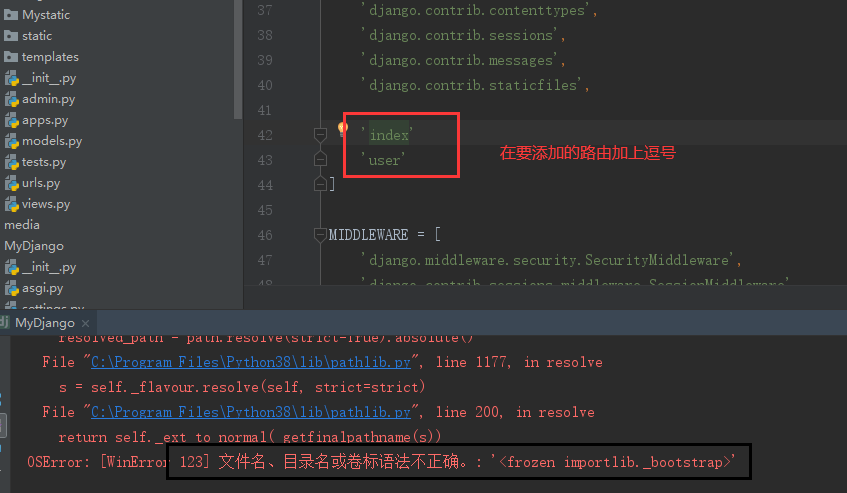 Mystatic
static
templates
__init__.py
admin.py
apps.py
models.py
tests.py
urls.py
views.py
media
MyDjango
__init__.py
asgi.py
settings.py
37 'django.contrib.contenttypes',
38 'django.contrib.sessions',
39 'django.contrib.messages',
40 'django.contrib.staticfiles',
41
42 'index'
43 'user'
44 ]
45
46 MIDDLEWARE = [
47 'django.middleware.security.SecurityMiddleware',
48 'django.contrib.sessions.middleware.SessionMiddleware'
在要添加的路由加上逗号
dj MyDjango ×
resolved_path = path.resolve(strict=True).absolute()
File "C:\Program Files\Python38\lib\pathlib.py", line 1177, in resolve
s = self._flavour.resolve(self, strict=strict)
File "C:\Program Files\Python38\lib\pathlib.py", line 200, in resolve
return self._ext_to_normal(_getfinalpathname(s))
OSError: [WinError 123] 文件名、目录名或卷标语法不正确。: '<frozen importlib._bootstrap>'